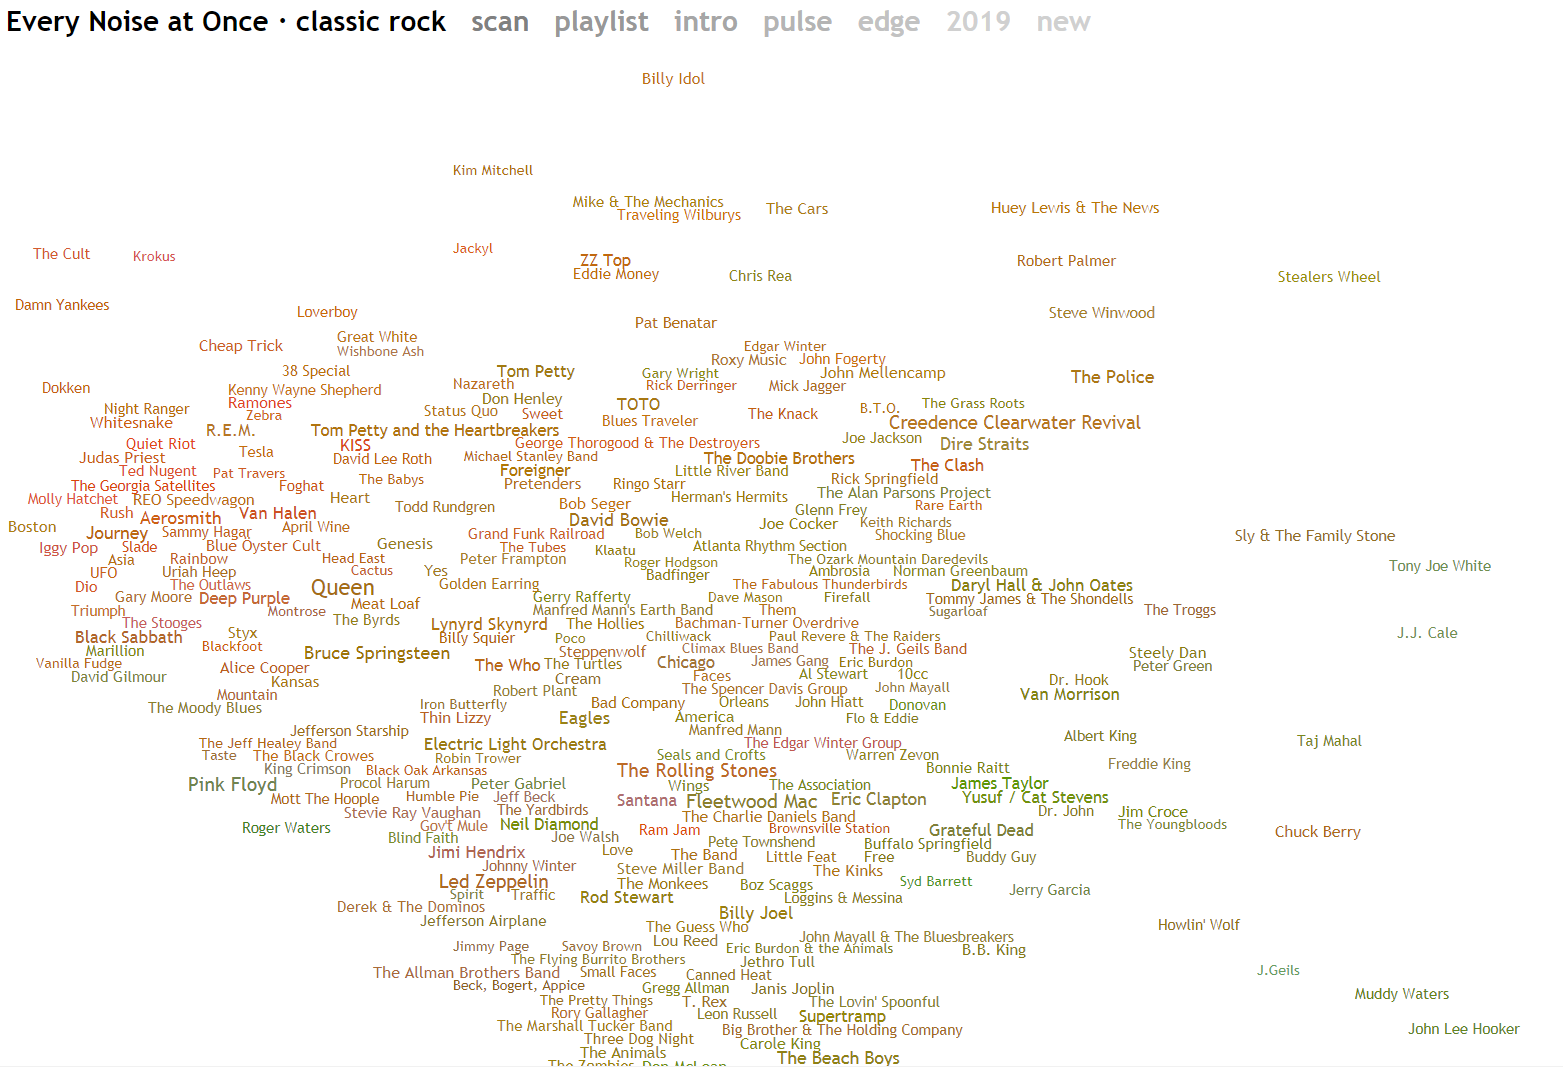 Every Noise at Once · classic rock scan playlist intro pulse edge 2019 new
Billy Idol
Kim Mitchell
Mike & The Mechanics
Traveling Wilburys The Cars Huey Lewis & The News
The Cult Krokus Jackyl
ZZ Top Robert Palmer
Eddie Money Chris Rea Stealers Wheel
Damn Yankees Loverboy Steve Winwood
Pat Benatar
Cheap Trick Great White Edgar Winter
Wishbone Ash
Roxy Music John Fogerty
38 Special Tom Petty Gary Wright John Mellencamp The Police
Dokken Kenny Wayne Shepherd Nazareth Rick Derringer Mick Jagger
Ramones Don Henley TOTO B.T.O. The Grass Roots
Night Ranger Zebra Status Quo Sweet The Knack
Whitesnake Blues Traveler Creedence Clearwater Revival
R.E.M. Tom Petty and the Heartbreakers Joe Jackson
Quiet Riot KISS George Thorogood & The Destroyers Dire Straits
Judas Priest Tesla David Lee Roth Michael Stanley Band The Doobie Brothers The Clash
Ted Nugent Pat Travers The Babys Foreigner Little River Band Rick Springfield
The Georgia Satellites Foghat Pretenders Ringo Starr
Molly Hatchet REO Speedwagon Heart Herman's Hermits The Alan Parsons Project
Rush Van Halen Todd Rundgren Bob Seger Glenn Frey Rare Earth
Boston Aerosmith April Wine David Bowie Joe Cocker Keith Richards
Journey Sammy Hagar Grand Funk Railroad Bob Welch Shocking Blue Sly & The Family Stone
Iggy Pop Slade Blue Öyster Cult Genesis The Tubes Klaatu Atlanta Rhythm Section
Asia Rainbow Head East Peter Frampton Roger Hodgson The Ozark Mountain Daredevils
UFO Uriah Heep Cactus Yes Badfinger Ambrosia Norman Greenbaum Tony Joe White
Dio The Outlaws Queen Golden Earring The Fabulous Thunderbirds Daryl Hall & John Oates
Gary Moore Deep Purple Meat Loaf Gerry Rafferty Dave Mason Firefall Tommy James & The Shondells
Triumph Montrose The Byrds Manfred Mann's Earth Band Them Sugarloaf The Troggs
The Stooges Lynyrd Skynyrd The Hollies Bachman-Turner Overdrive
Black Sabbath Styx Billy Squier Poco Chilliwack Paul Revere & The Raiders J.J. Cale
Marillion Blackfoot Bruce Springsteen Steppenwolf Climax Blues Band The J. Geils Band Steely Dan
Vanilla Fudge Alice Cooper The Who The Turtles Chicago James Gang Eric Burdon Peter Green
David Gilmour Kansas Cream Faces Al Stewart 10cc Dr. Hook
Mountain Robert Plant The Spencer Davis Group John Mayall Van Morrison
The Moody Blues Iron Butterfly Bad Company Orleans John Hiatt Donovan
Thin Lizzy Eagles America Flo & Eddie
Jefferson Starship Manfred Mann Albert King
The Jeff Healey Band Electric Light Orchestra The Edgar Winter Group Taj Mahal
Taste The Black Crowes Robin Trower Seals and Crofts Warren Zevon
King Crimson Black Oak Arkansas The Rolling Stones Bonnie Raitt Freddie King
Pink Floyd Procol Harum Peter Gabriel Wings The Association James Taylor
Mott The Hoople Humble Pie Jeff Beck Santana Fleetwood Mac Eric Clapton Yusuf / Cat Stevens
Stevie Ray Vaughan The Yardbirds The Charlie Daniels Band Dr. John Jim Croce
Roger Waters Gov't Mule Neil Diamond Ram Jam Brownsville Station Grateful Dead The Youngbloods Chuck Berry
Blind Faith Joe Walsh Pete Townshend Buffalo Springfield
Jimi Hendrix Love The Band Little Feat Free Buddy Guy
Johnny Winter Steve Miller Band The Kinks
Led Zeppelin The Monkees Boz Scaggs Syd Barrett Jerry Garcia
Spirit Traffic Rod Stewart Loggins & Messina
Derek & The Dominos Billy Joel
Jefferson Airplane The Guess Who Howlin' Wolf
Jimmy Page Savoy Brown Lou Reed John Mayall & The Bluesbreakers
Eric Burdon & the Animals B.B. King
The Flying Burrito Brothers Jethro Tull
The Allman Brothers Band Small Faces Canned Heat J.Geils
Beck, Bogert, Appice Gregg Allman Janis Joplin Muddy Waters
The Pretty Things T. Rex The Lovin' Spoonful
Rory Gallagher Leon Russell Supertramp
The Marshall Tucker Band Big Brother & The Holding Company John Lee Hooker
Three Dog Night Carole King
The Animals The Beach Boys
The Zombies Don McLean